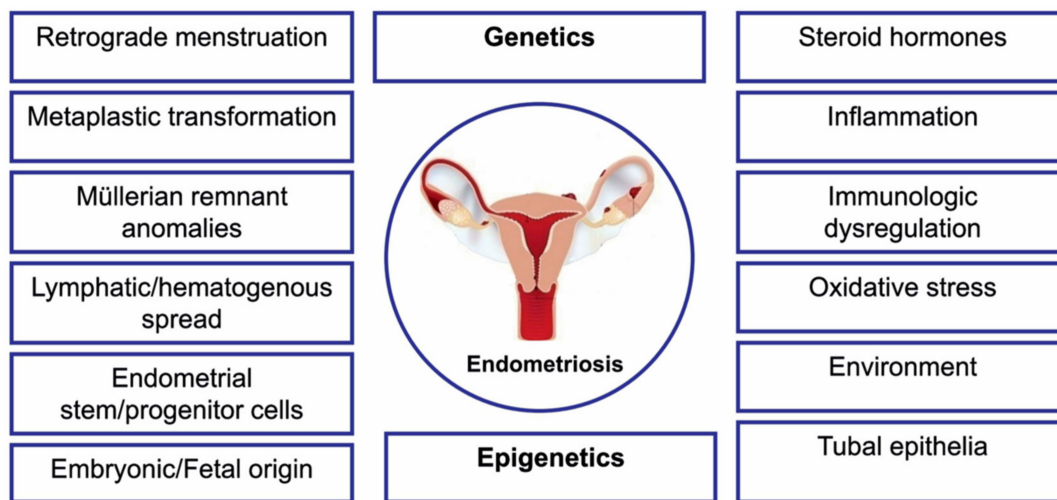 Retrograde menstruation
Metaplastic transformation
Müllerian remnant
anomalies
Lymphatic/hematogenous
spread
Endometrial
stem/progenitor cells
Embryonic/Fetal origin
Genetics
Endometriosis
Epigenetics
Steroid hormones
Inflammation
Immunologic
dysregulation
Oxidative stress
Environment
Tubal epithelia